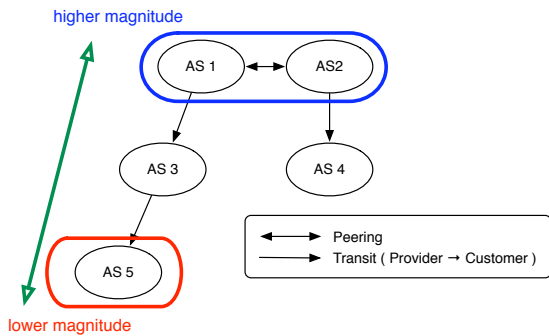 higher magnitude
AS 1
AS2
AS 3
AS 4
Peering
Transit ( Provider → Customer )
AS 5
lower magnitude